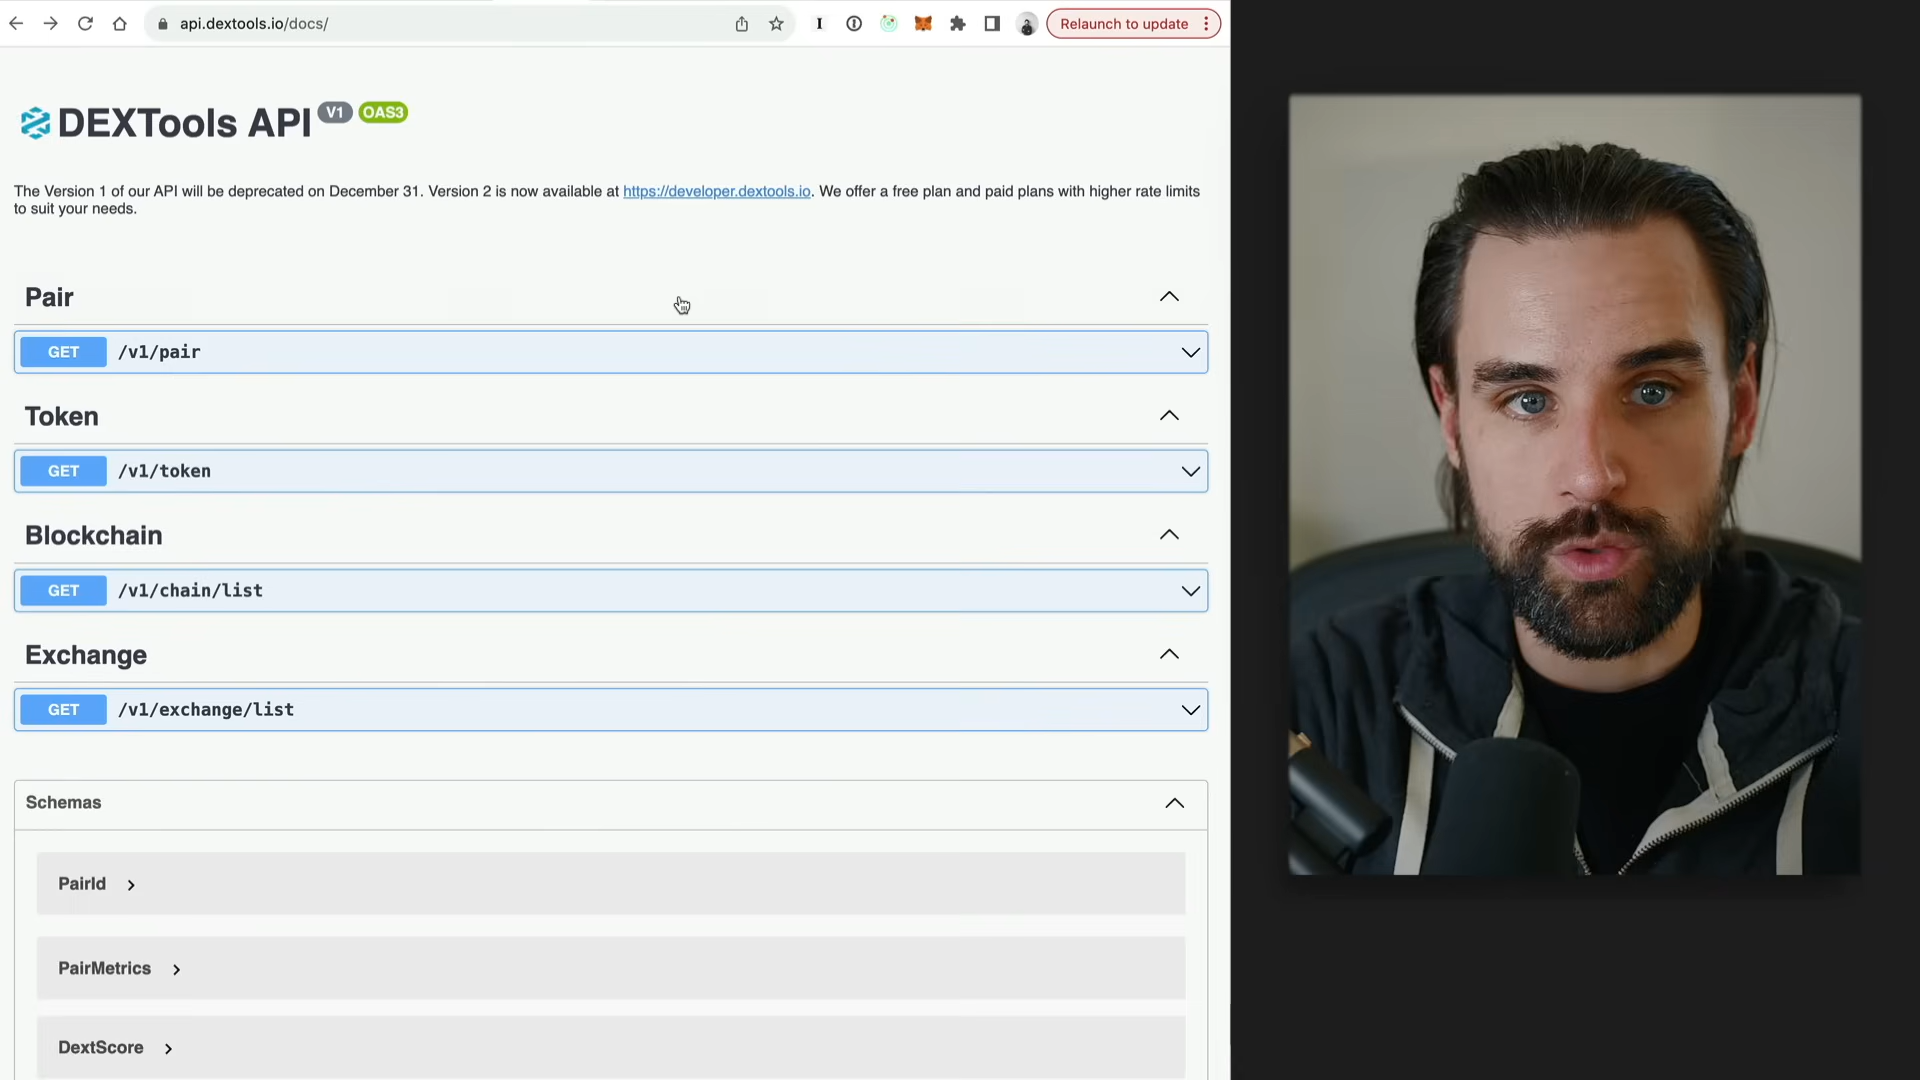 api.dextools.io/docs/
Relaunch to update
DEXTools API V1 OAS3
The Version 1 of our API will be deprecated on December 31. Version 2 is now available at https://developer.dextools.io. We offer a free plan and paid plans with higher rate limits
to suit your needs.
Pair
GET /v1/pair
Token
GET /v1/token
Blockchain
GET /v1/chain/list
Exchange
GET /v1/exchange/list
Schemas
PairId
PairMetrics
DextScore